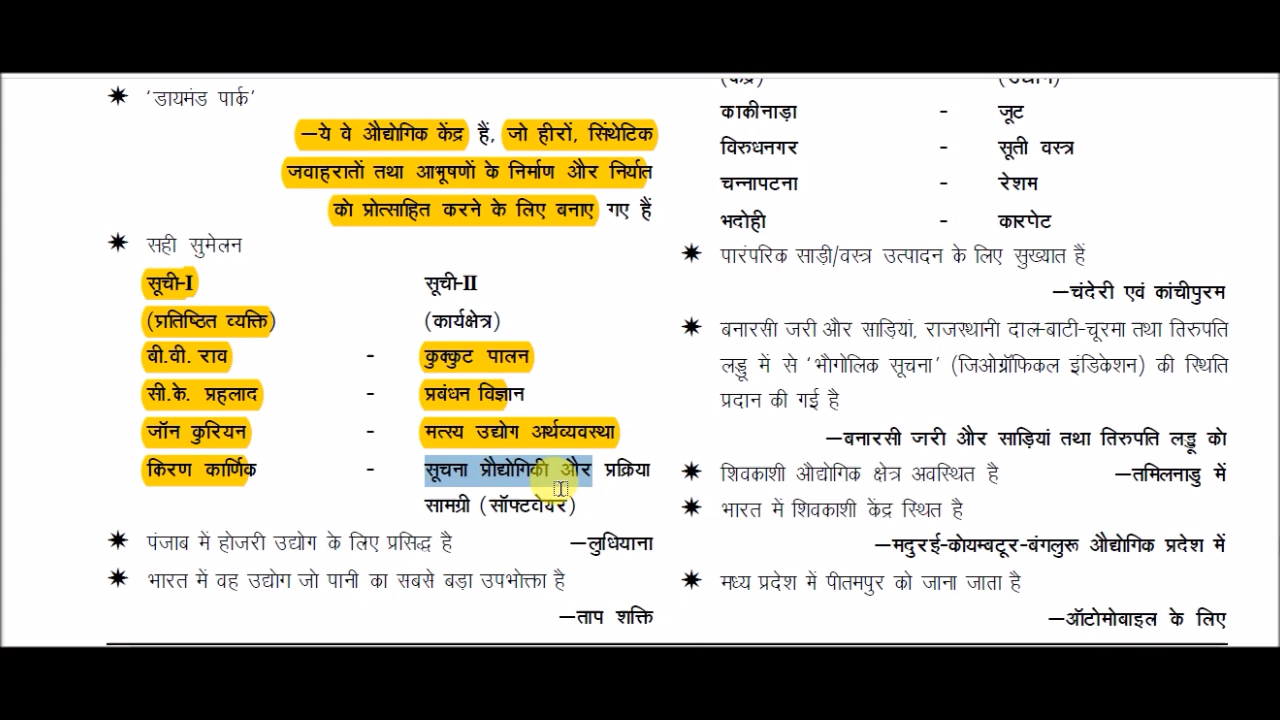 ✷ 'डायमंड पार्क'
—ये वे औद्योगिक केंद्र हैं, जो हीरों, सिंथेटिक
जवाहरातों तथा आभूषणों के निर्माण और निर्यात
को प्रोत्साहित करने के लिए बनाए गए हैं
✷ सही सुमेलन
सूची-I सूची-II
(प्रतिष्ठित व्यक्ति) (कार्यक्षेत्र)
बी.वी. राव - कुक्कुट पालन
सी.के. प्रहलाद - प्रबंधन विज्ञान
जॉन कुरियन - मत्स्य उद्योग अर्थव्यवस्था
किरण कार्णिक - सूचना प्रौद्योगिकी और प्रक्रिया
सामग्री (सॉफ्टवेयर)
✷ पंजाब में होजरी उद्योग के लिए प्रसिद्ध है —लुधियाना
✷ भारत में वह उद्योग जो पानी का सबसे बड़ा उपभोक्ता है
—ताप शक्ति
(केंद्र) (उद्योग)
काकीनाड़ा - जूट
विरुधनगर - सूती वस्त्र
चन्नापटना - रेशम
भदोही - कारपेट
✷ पारंपरिक साड़ी/वस्त्र उत्पादन के लिए सुख्यात हैं
—चंदेरी एवं कांचीपुरम
✷ बनारसी जरी और साड़ियां, राजस्थानी दाल-बाटी-चूरमा तथा तिरुपति
लड्डू में से 'भौगोलिक सूचना' (जिओग्रॉफिकल इंडिकेशन) की स्थिति
प्रदान की गई है
—बनारसी जरी और साड़ियां तथा तिरुपति लड्डू को
✷ शिवकाशी औद्योगिक क्षेत्र अवस्थित है —तमिलनाडु में
✷ भारत में शिवकाशी केंद्र स्थित है
—मदुरई-कोयम्बटूर-बंगलुरू औद्योगिक प्रदेश में
✷ मध्य प्रदेश में पीतमपुर को जाना जाता है
—ऑटोमोबाइल के लिए